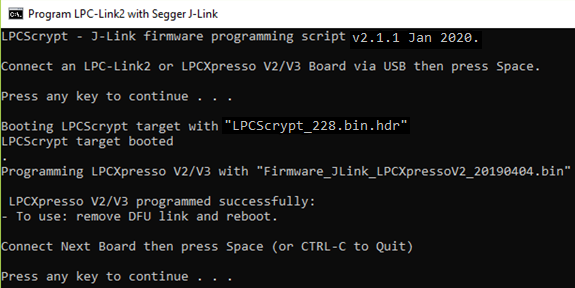 Program LPC-Link2 with Segger J-Link
LPCScrypt - J-Link firmware programming script v2.1.1 Jan 2020.
Connect an LPC-Link2 or LPCXpresso V2/V3 Board via USB then press Space.
Press any key to continue . . .
Booting LPCScrypt target with "LPCScrypt_228.bin.hdr"
LPCScrypt target booted
.
Programming LPCXpresso V2/V3 with "Firmware_JLink_LPCXpressoV2_20190404.bin"
LPCXpresso V2/V3 programmed successfully:
- To use: remove DFU link and reboot.
Connect Next Board then press Space (or CTRL-C to Quit)
Press any key to continue . . .